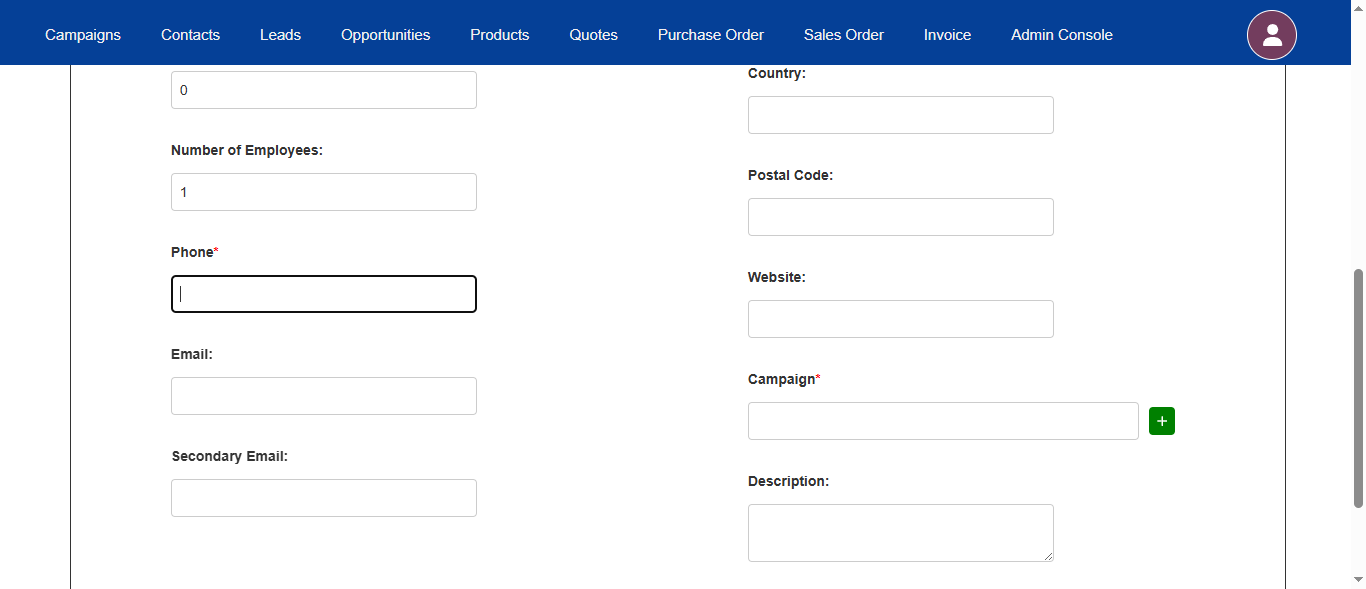 Campaigns Contacts Leads Opportunities Products Quotes Purchase Order Sales Order Invoice Admin Console
0
Number of Employees:
1
Phone*
Email:
Secondary Email:
Country:
Postal Code:
Website:
Campaign*
+
Description: